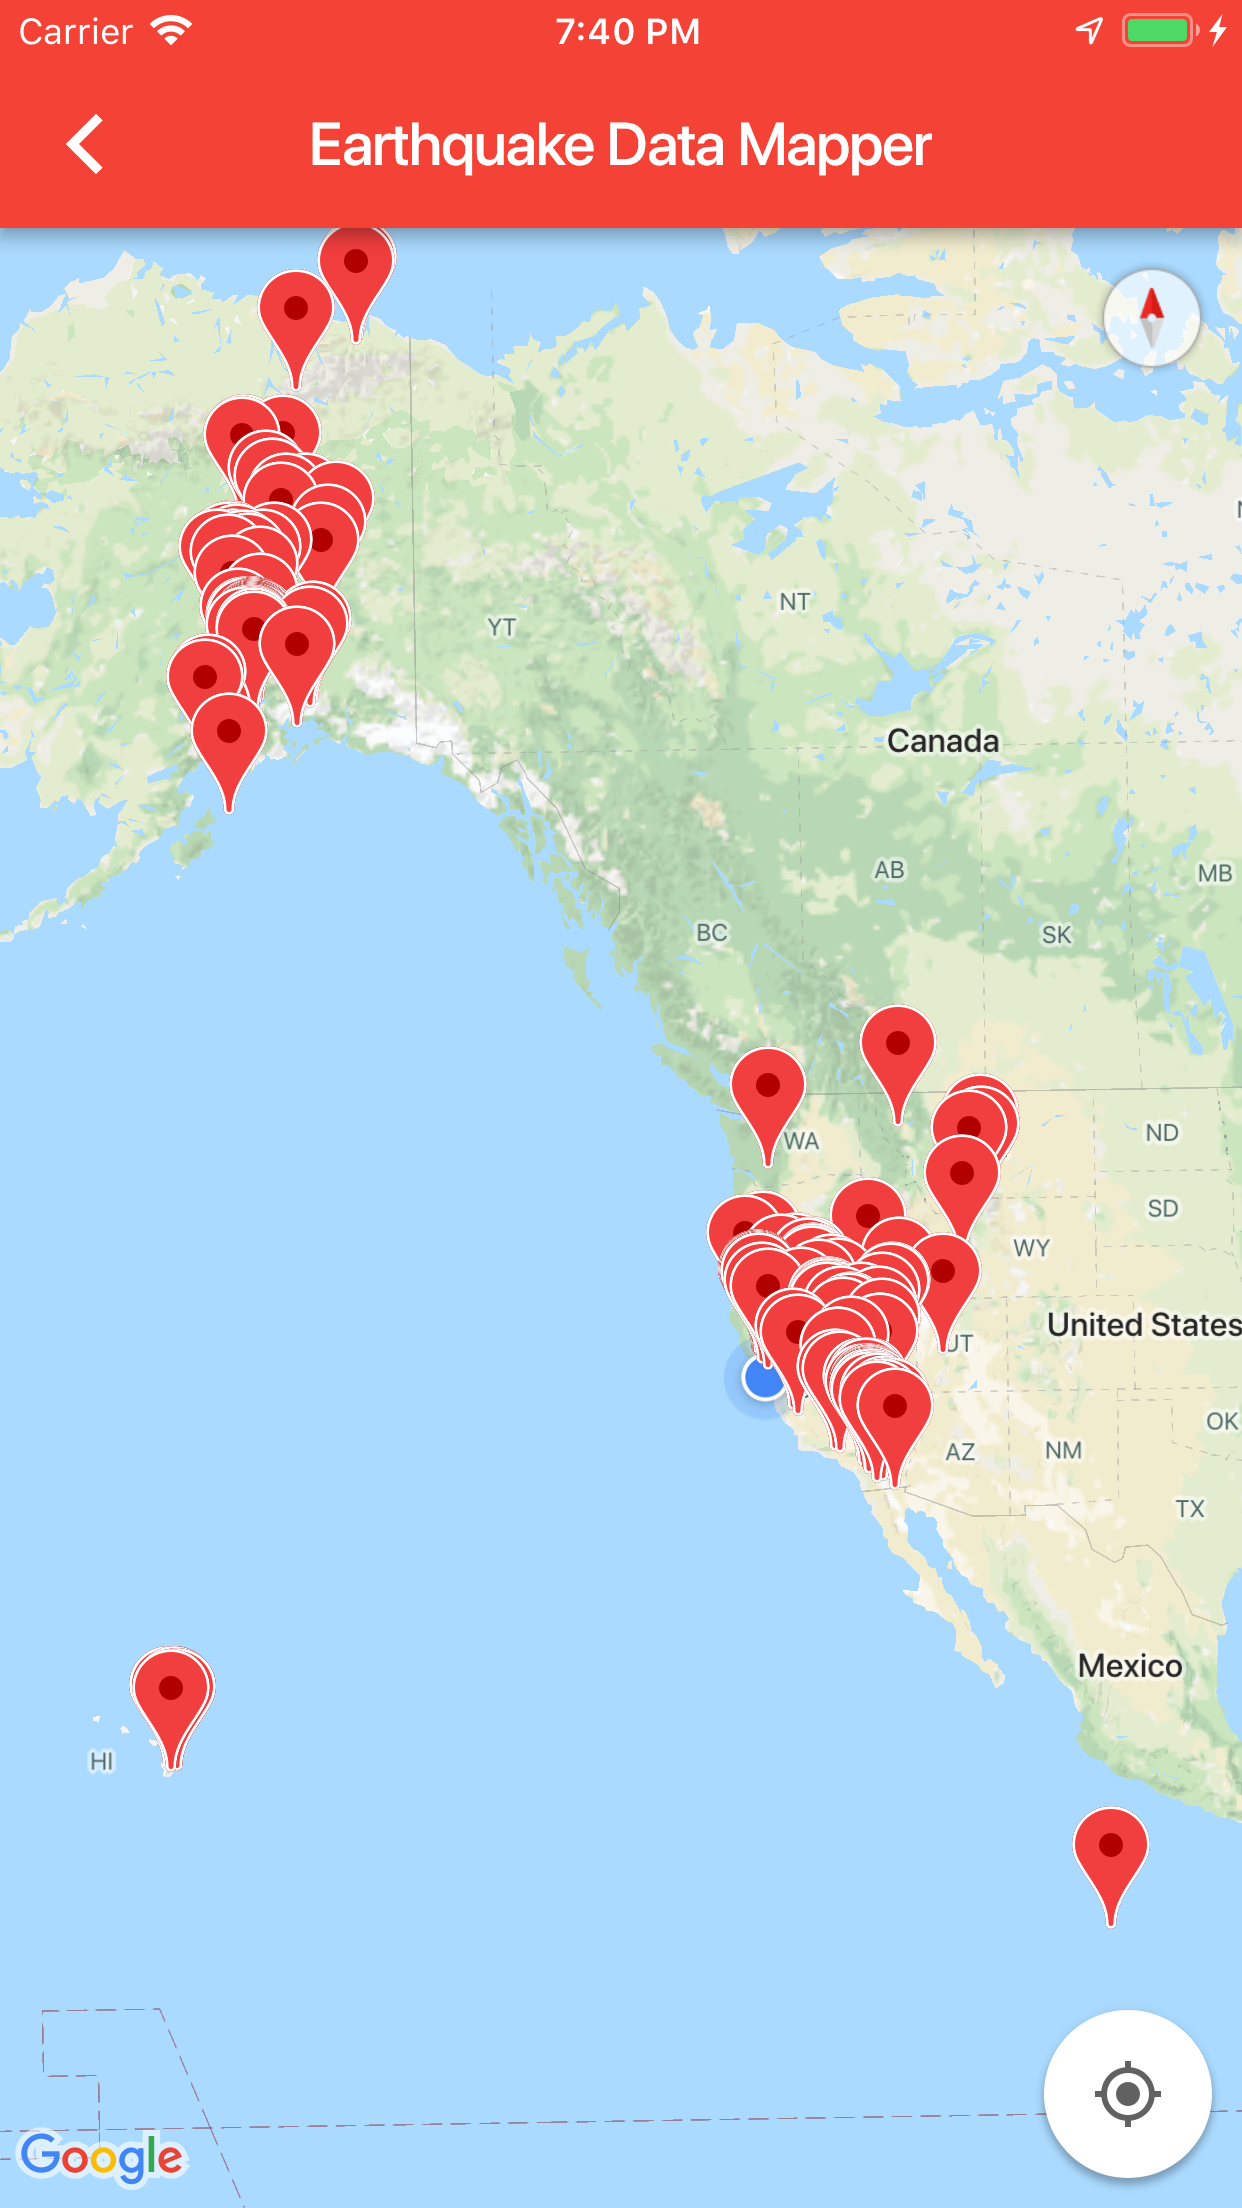 Carrier 7:40 PM
Earthquake Data Mapper
NT
YT
Canada
AB
MB
BC
SK
WA
ND
SD
WY
United States
UT
OK
AZ
NM
TX
Mexico
HI
Google